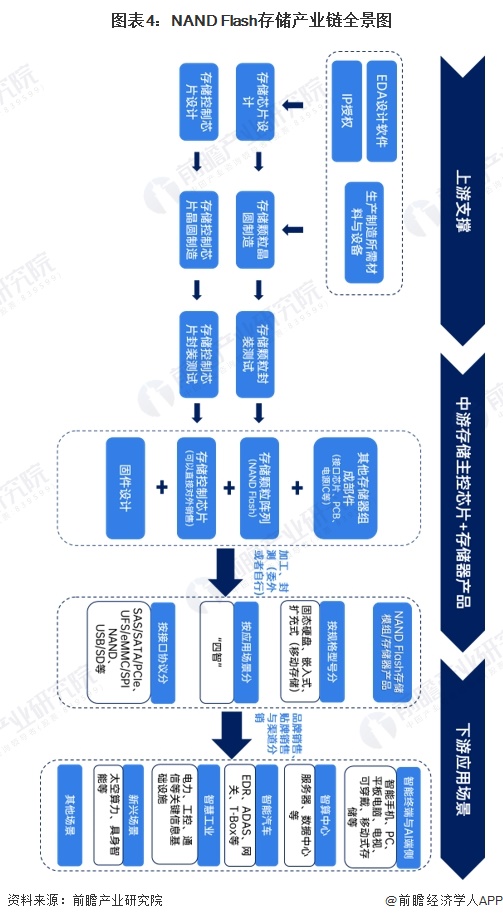 图表4：NAND Flash存储产业链全景图
上游支撑
中游存储主控芯片+存储器产品
下游应用场景
EDA设计软件
IP授权
生产制造所需材
料与设备
存储芯片设
计
存储控制芯
片设计
存储颗粒晶
圆制造
存储控制芯
片晶圆制造
存储颗粒封
装测试
存储控制芯
片封装测试
其他存储器组
成部件
(接口芯片、PCB、
电源IC等)
+
存储颗粒阵列
(NAND Flash)
+
存储控制芯片
(可以直接对外销售)
+
固件设计
加工、封
测（委外
或者自行）
NAND Flash存储
模组/存储器产品
按规格型号分
固态硬盘、嵌入式、
扩充式（移动存储）
按应用场景分
“四智”
按接口协议分
SAS/SATA/PCIe、
UFS/eMMC/SPI
NAND
USB/SD等
品牌销售
贴牌销售
与渠道分
销
智能终端与AI端侧
智能手机、PC、
平板电脑、电视、
可穿戴、移动式存
储等
智算中心
服务器、数据中心
等
智能汽车
EDR、ADAS、网
关、T-Box等
智慧工业
电力、工控、通
信等关键信息基
础设施
新兴场景
太空算力、具身智
能等
其他场景
前瞻产业研究院
资料来源：前瞻产业研究院
@前瞻经济学人APP